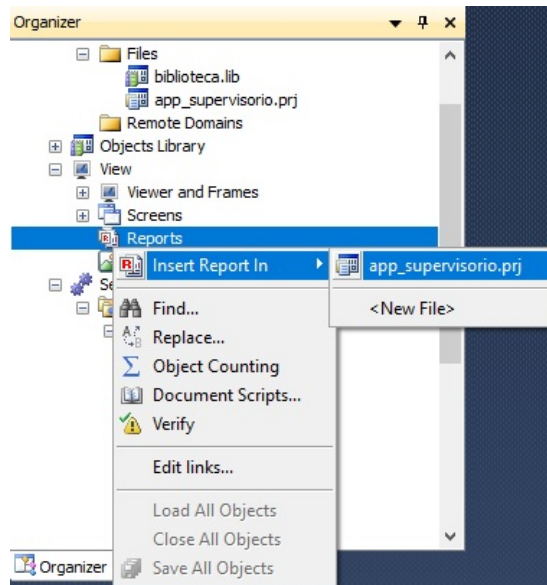 Organizer
Files
biblioteca.lib
app_supervisorio.prj
Remote Domains
Objects Library
View
Viewer and Frames
Screens
Reports
Insert Report In
app_supervisorio.prj
<New File>
Se
Find...
Replace...
Object Counting
Document Scripts...
Verify
Edit links...
Load All Objects
Close All Objects
Save All Objects
Organizer